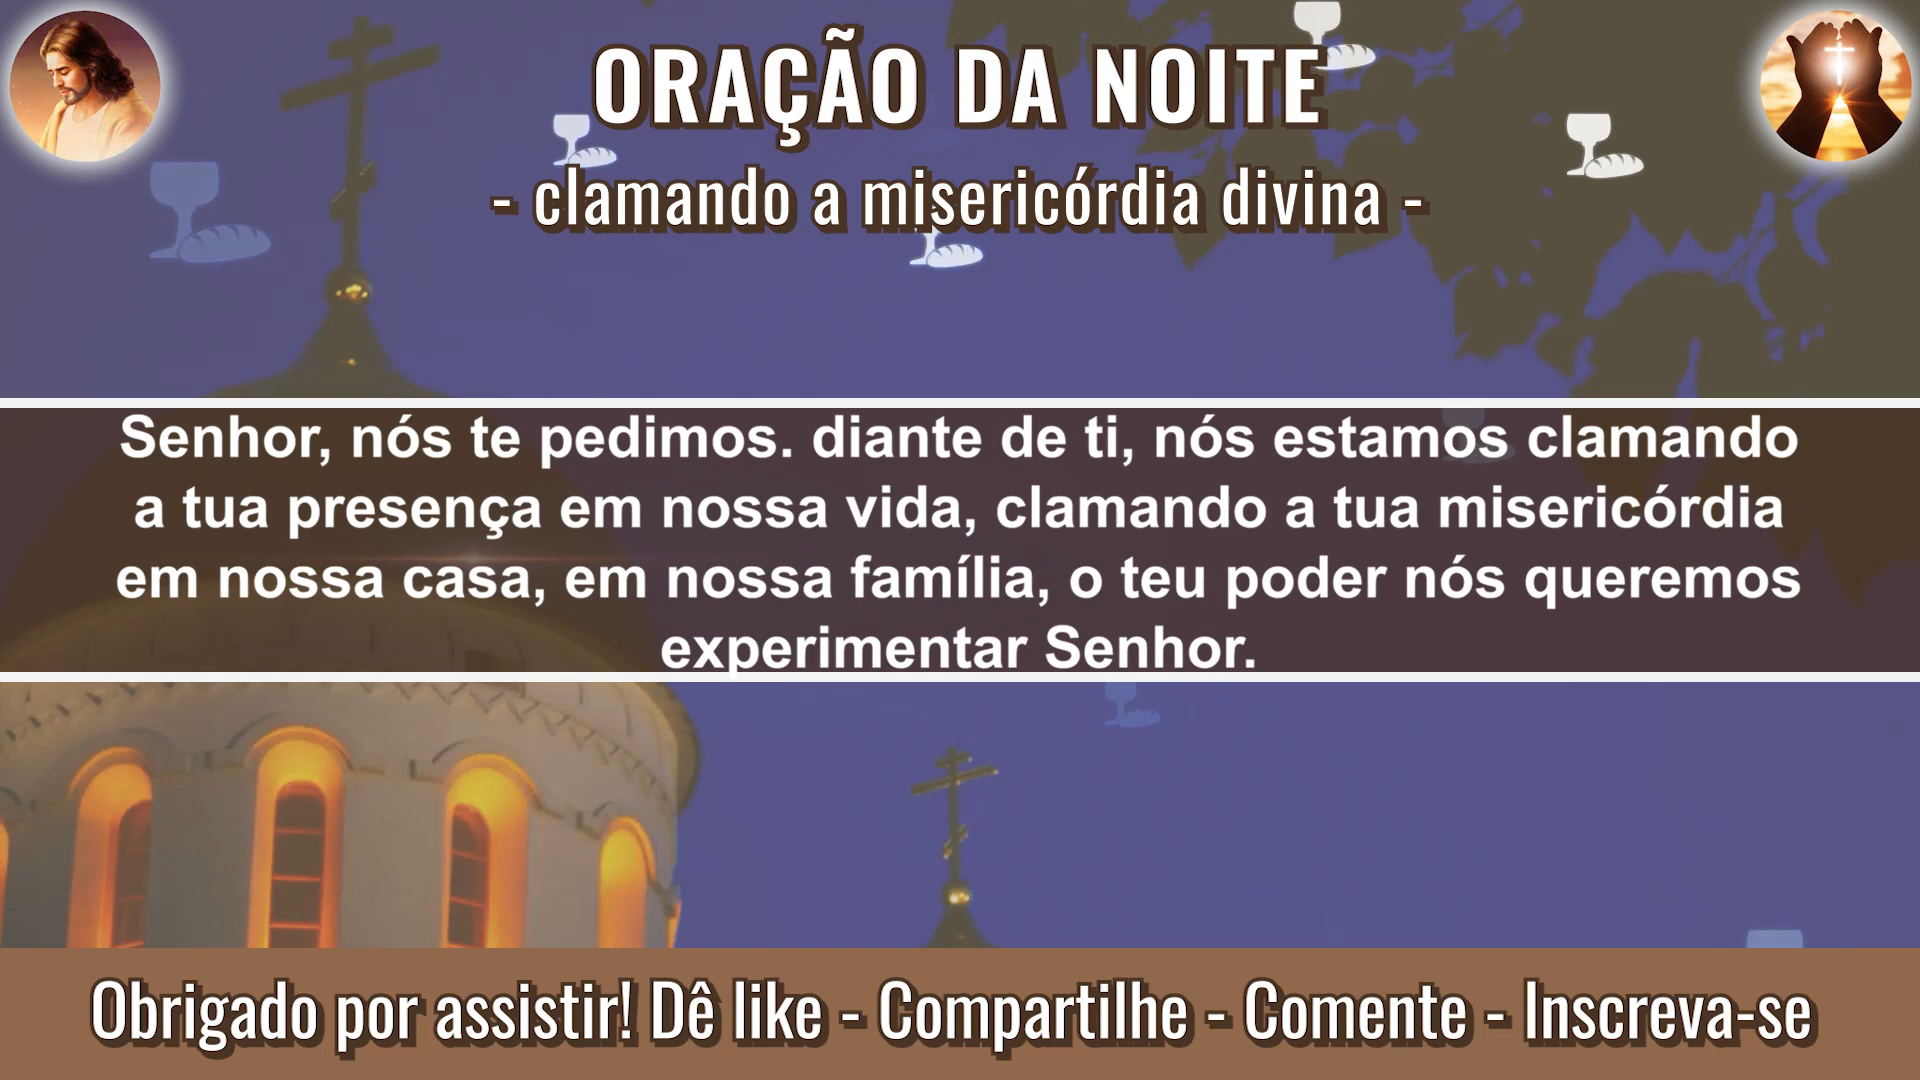 ORAÇÃO DA NOITE
- clamando a misericórdia divina -
Senhor, nós te pedimos. diante de ti, nós estamos clamando
a tua presença em nossa vida, clamando a tua misericórdia
em nossa casa, em nossa família, o teu poder nós queremos
experimentar Senhor.
Obrigado por assistir! Dê like - Compartilhe - Comente - Inscreva-se